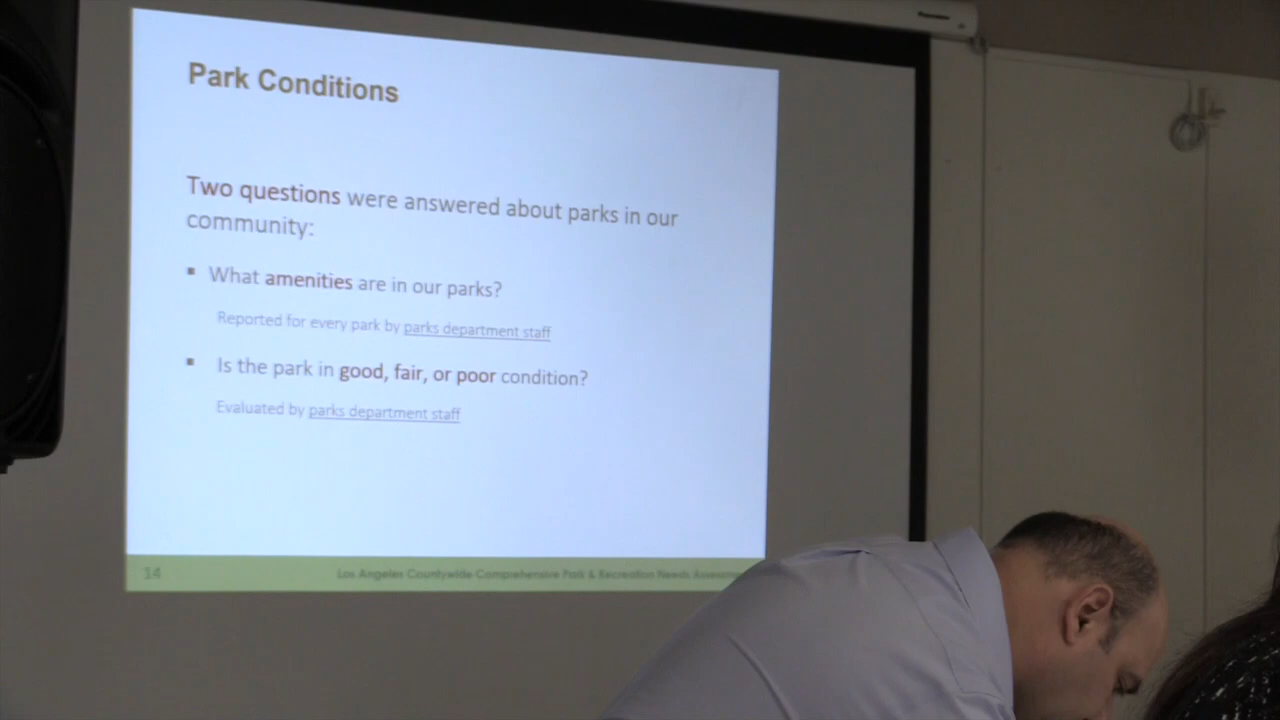 Park Conditions
Two questions were answered about parks in our
community:
▪ What amenities are in our parks?
Reported for every park by parks department staff
▪ Is the park in good, fair, or poor condition?
Evaluated by parks department staff
14 Los Angeles Countywide Comprehensive Park & Recreation Needs